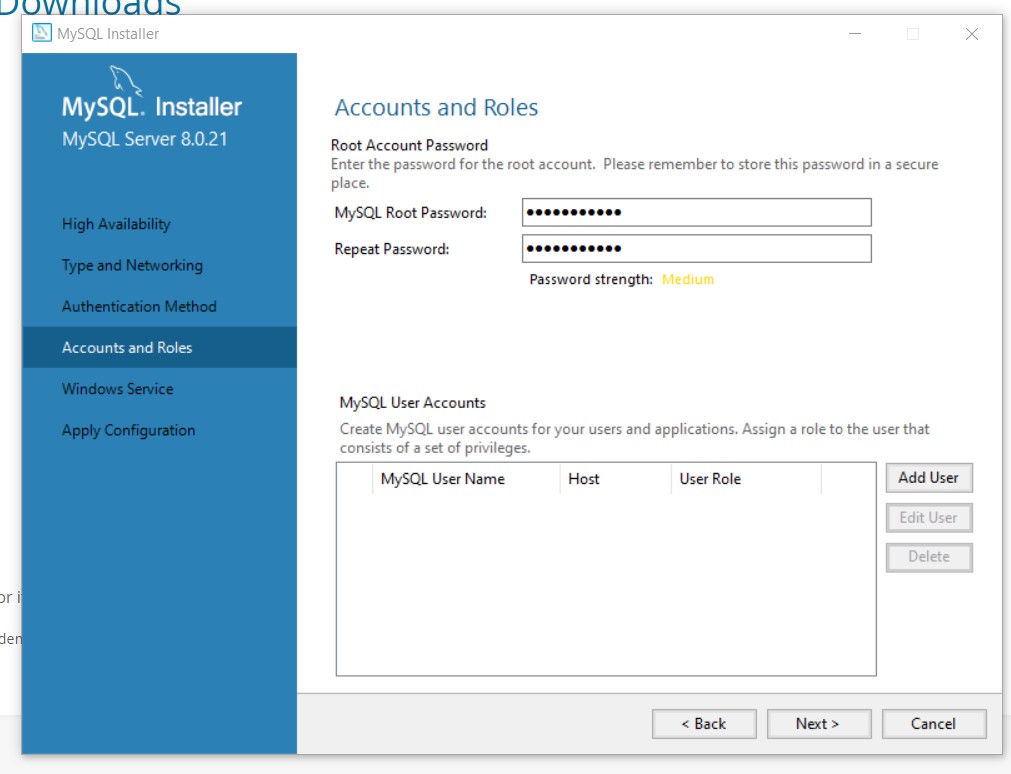 Downloads
MySQL Installer
MySQL. Installer
MySQL Server 8.0.21
High Availability
Type and Networking
Authentication Method
Accounts and Roles
Windows Service
Apply Configuration
Accounts and Roles
Root Account Password
Enter the password for the root account.  Please remember to store this password in a secure
place.
MySQL Root Password:
Repeat Password:
Password strength: Medium
MySQL User Accounts
Create MySQL user accounts for your users and applications. Assign a role to the user that
consists of a set of privileges.
MySQL User Name Host User Role
Add User
Edit User
Delete
< Back Next > Cancel